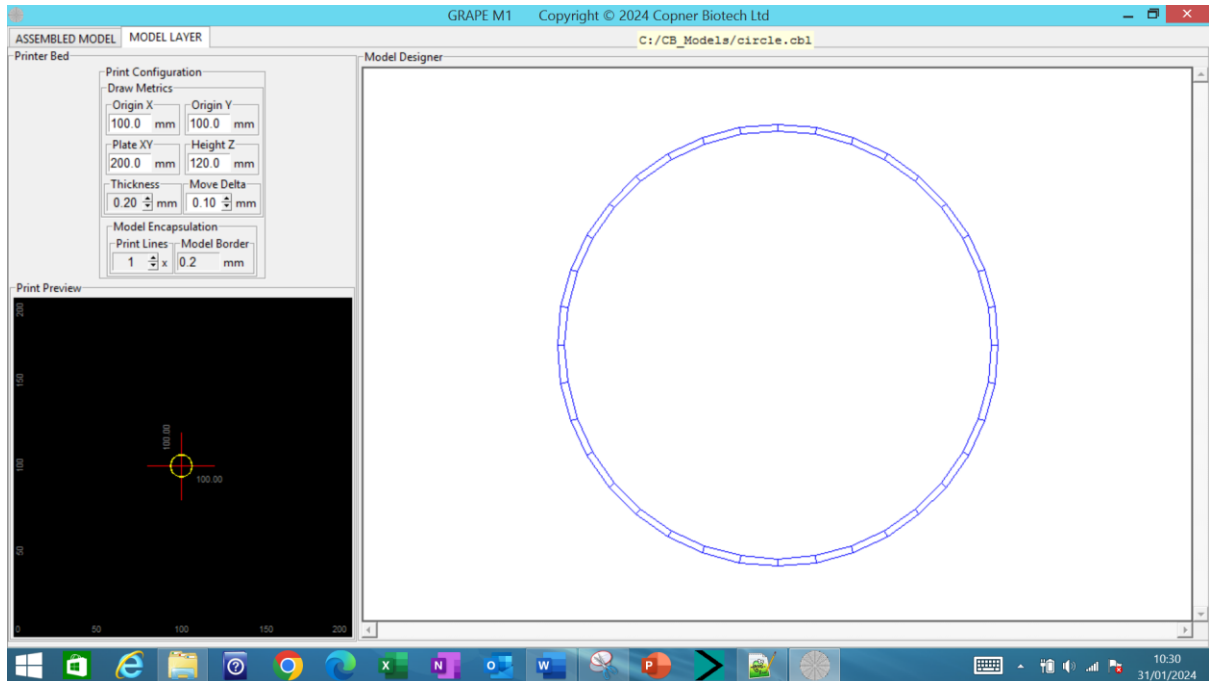 GRAPE M1 Copyright © 2024 Copner Biotech Ltd
ASSEMBLED MODEL MODEL LAYER
C:/CB_Models/circle.cbl
Printer Bed
Model Designer
Print Configuration
Draw Metrics
Origin X Origin Y
100.0 mm 100.0 mm
Plate XY Height Z
200.0 mm 120.0 mm
Thickness Move Delta
0.20 mm 0.10 mm
Model Encapsulation
Print Lines Model Border
1 x 0.2 mm
Print Preview
200
150
100.00
100
100.00
50
0 50 100 150 200
10:30
31/01/2024